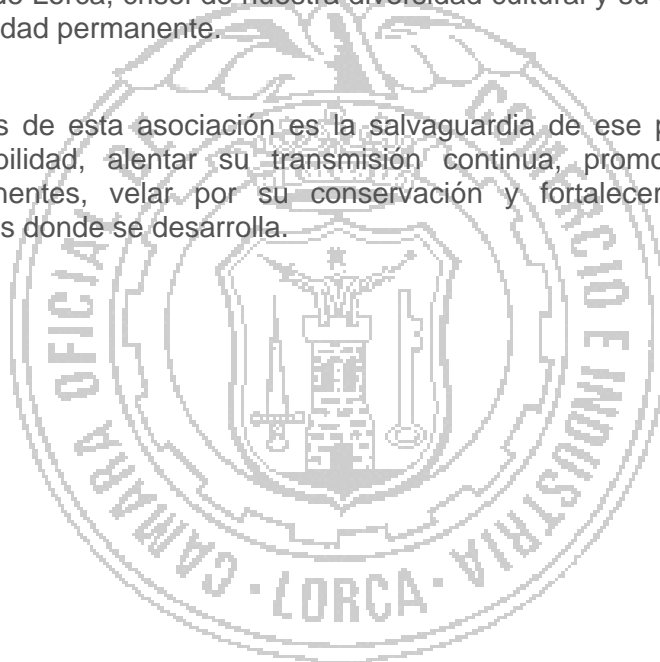 de Lorca, crisol de nuestra diversidad cultural y su
idad permanente.
s de esta asociación es la salvaguardia de ese p
bilidad, alentar su transmisión continua, promo
nentes, velar por su conservación y fortalecer
s donde se desarrolla.
CAMARA OFICIAL DE COMERCIO E INDUSTRIA · LORCA ·